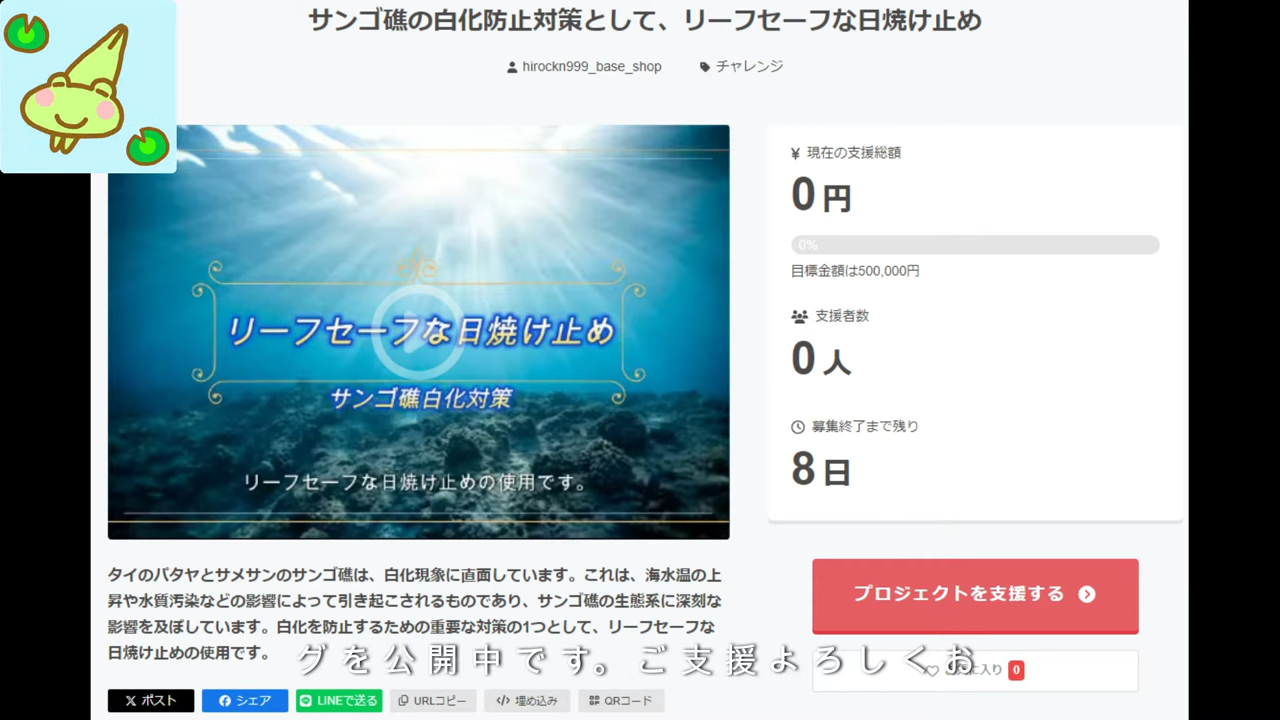 サンゴ礁の白化防止対策として、リーフセーフな日焼け止め
hirockn999_base_shop チャレンジ
リーフセーフな日焼け止め
サンゴ礁白化対策
リーフセーフな日焼け止めの使用です。
¥ 現在の支援総額
0円
0%
目標金額は500,000円
支援者数
0人
募集終了まで残り
8日
タイのパタヤとサメサンのサンゴ礁は、白化現象に直面しています。これは、海水温の上
昇や水質汚染などの影響によって引き起こされるものであり、サンゴ礁の生態系に深刻な
影響を及ぼしています。白化を防止するための重要な対策の1つとして、リーフセーフな
日焼け止めの使用です。
プロジェクトを支援する
グを公開中です。ご支援よろしくお
に入り 0
ポスト シェア LINEで送る URLコピー 埋め込み QRコード